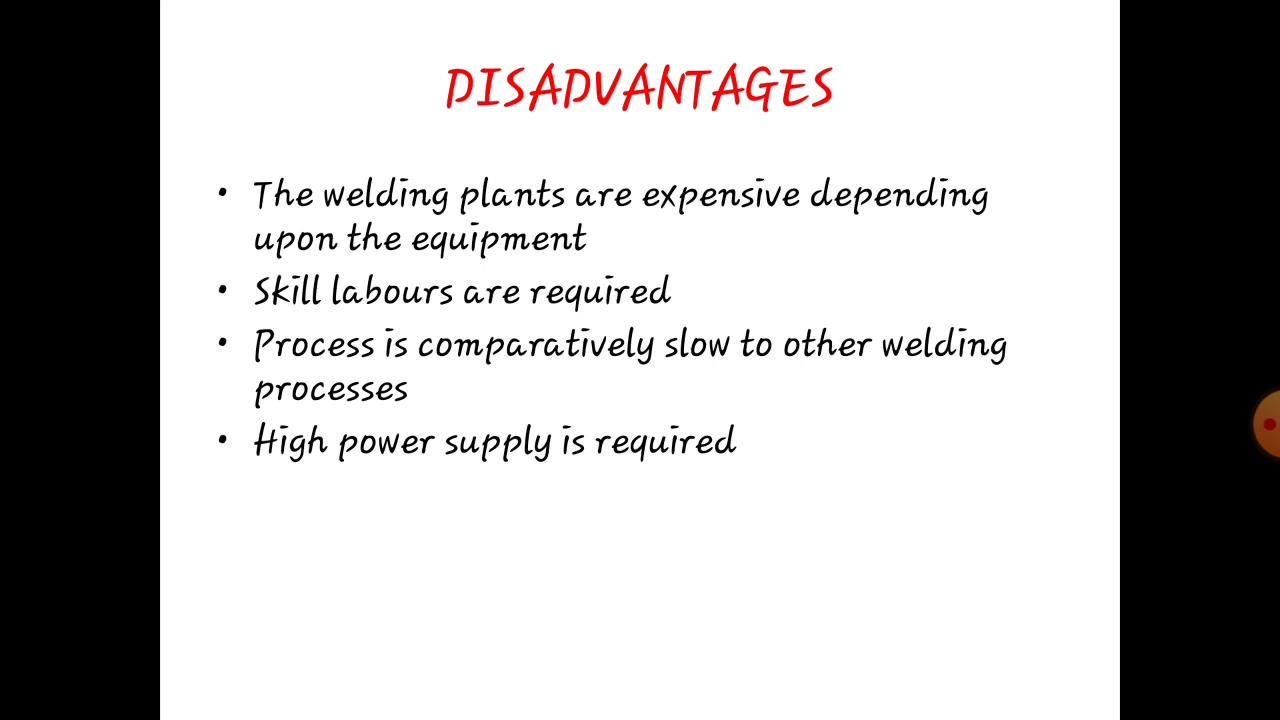 DISADVANTAGES
• The welding plants are expensive depending
upon the equipment
• Skill labours are required
• Process is comparatively slow to other welding
processes
• High power supply is required